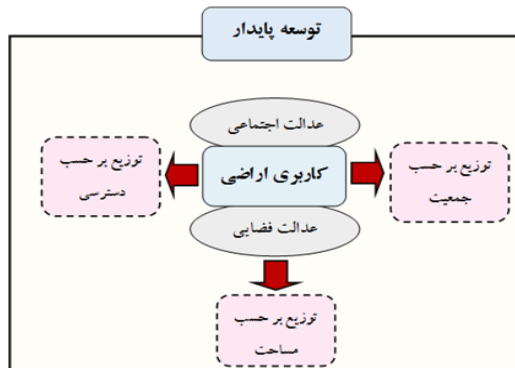 توسعه پایدار
عدالت اجتماعی
توزیع بر حسب
جمعیت
کاربری اراضی
توزیع بر حسب
دسترسی
عدالت فضایی
توزیع بر حسب
مساحت